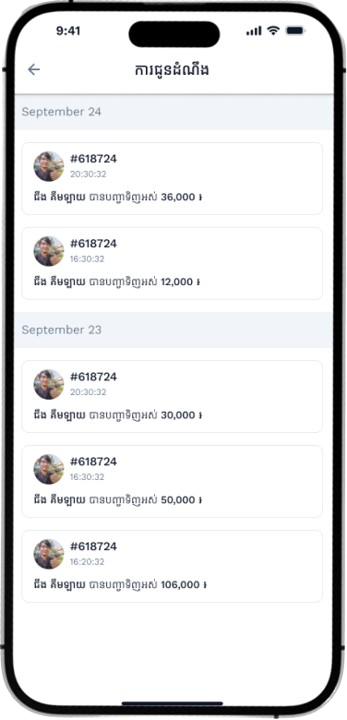 9:41
ការជូនដំណឹង
September 24
#618724
20:30:32
ជីង គឹមឡាយ បានបញ្ជាទិញអស់ 36,000 ៛
#618724
16:30:32
ជីង គឹមឡាយ បានបញ្ជាទិញអស់ 12,000 ៛
September 23
#618724
20:30:32
ជីង គឹមឡាយ បានបញ្ជាទិញអស់ 30,000 ៛
#618724
16:30:32
ជីង គឹមឡាយ បានបញ្ជាទិញអស់ 50,000 ៛
#618724
16:20:32
ជីង គឹមឡាយ បានបញ្ជាទិញអស់ 106,000 ៛